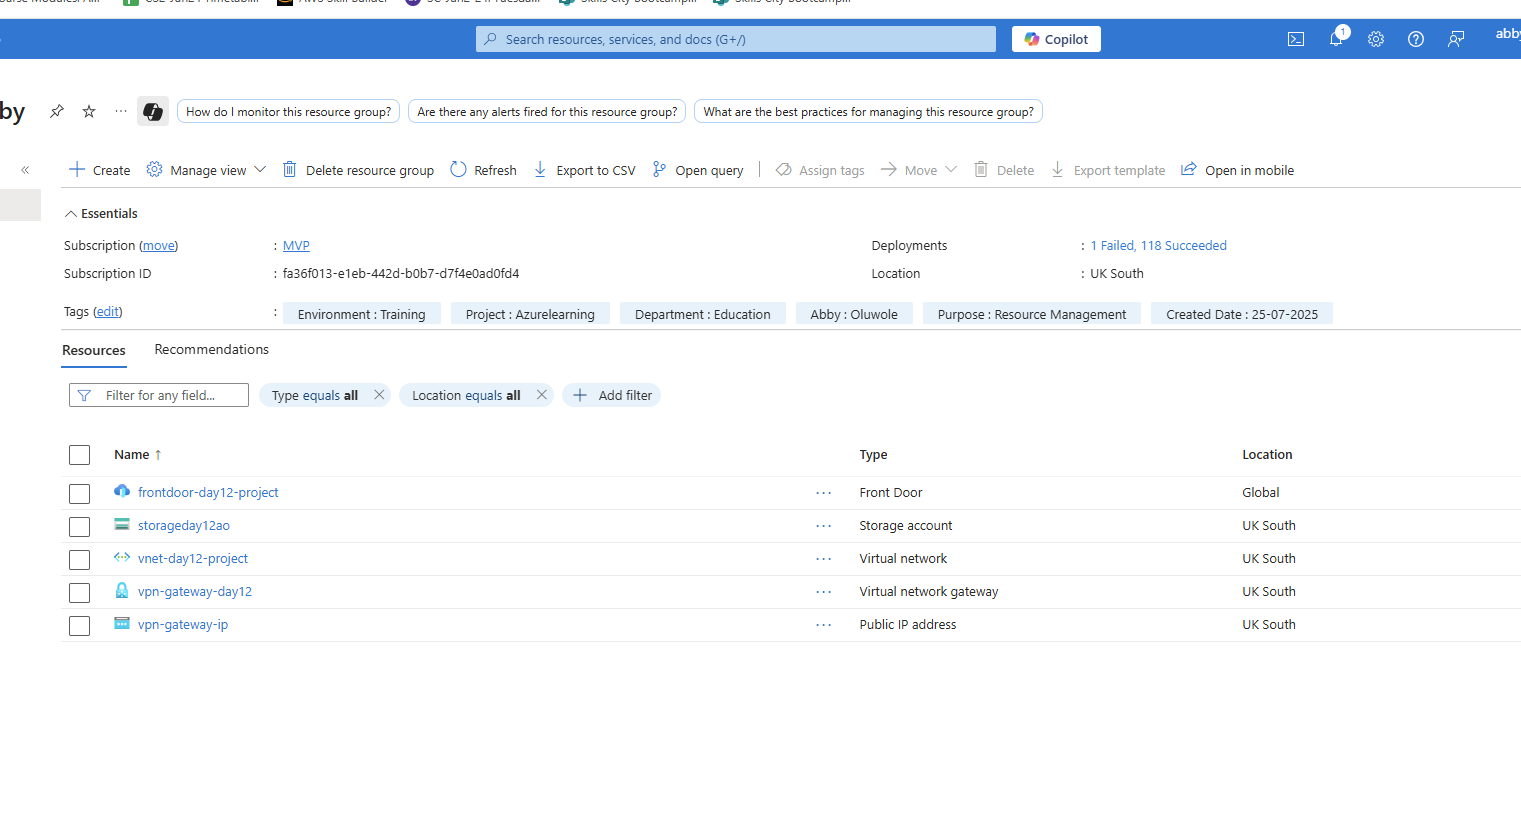 Search resources, services, and docs (G+/)
Copilot
1
abby
by
How do I monitor this resource group?
Are there any alerts fired for this resource group?
What are the best practices for managing this resource group?
Create
Manage view
Delete resource group
Refresh
Export to CSV
Open query
Assign tags
Move
Delete
Export template
Open in mobile
Essentials
Subscription (move) : MVP
Deployments : 1 Failed, 118 Succeeded
Subscription ID : fa36f013-e1eb-442d-b0b7-d7f4e0ad0fd4
Location : UK South
Tags (edit) : Environment : Training Project : Azurelearning Department : Education Abby : Oluwole Purpose : Resource Management Created Date : 25-07-2025
Resources Recommendations
Filter for any field...
Type equals all
Location equals all
Add filter
Name ↑ Type Location
frontdoor-day12-project ... Front Door Global
storageday12ao ... Storage account UK South
vnet-day12-project ... Virtual network UK South
vpn-gateway-day12 ... Virtual network gateway UK South
vpn-gateway-ip ... Public IP address UK South